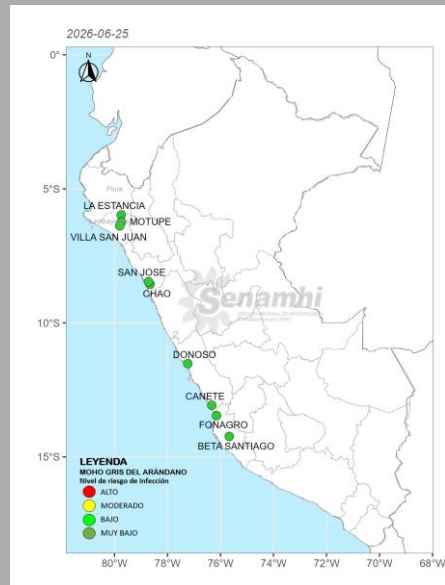 2026-06-25
N
0°
5°S
10°S
15°S
Piura
LA ESTANCIA
MOTUPE
VILLA SAN JUAN
SAN JOSE
CHAO
Senamhi
DONOSO
CANETE
FONAGRO
BETA SANTIAGO
LEYENDA
MOHO GRIS DEL ARÁNDANO
Nivel de riesgo de infección
ALTO
MODERADO
BAJO
MUY BAJO
80°W 78°W 76°W 74°W 72°W 70°W 68°W